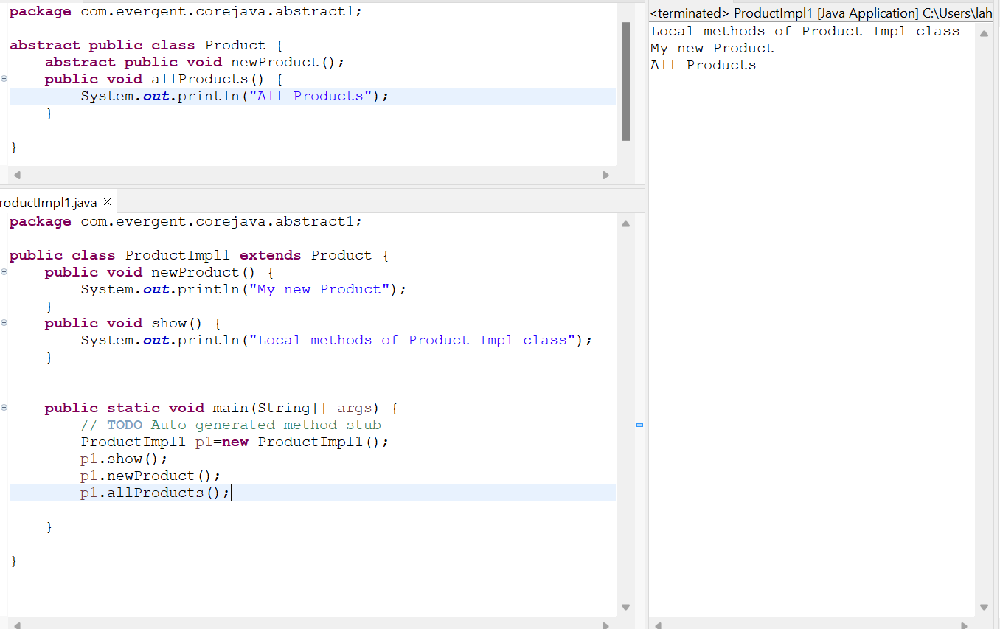 package com.evergent.corejava.abstract1;
abstract public class Product {
    abstract public void newProduct();
    public void allProducts() {
        System.out.println("All Products");
    }
}
roductImpl1.java ×
package com.evergent.corejava.abstract1;
public class ProductImpl1 extends Product {
    public void newProduct() {
        System.out.println("My new Product");
    }
    public void show() {
        System.out.println("Local methods of Product Impl class");
    }
    public static void main(String[] args) {
        // TODO Auto-generated method stub
        ProductImpl1 p1=new ProductImpl1();
        p1.show();
        p1.newProduct();
        p1.allProducts();
    }
}
<terminated> ProductImpl1 [Java Application] C:\Users\lah
Local methods of Product Impl class
My new Product
All Products